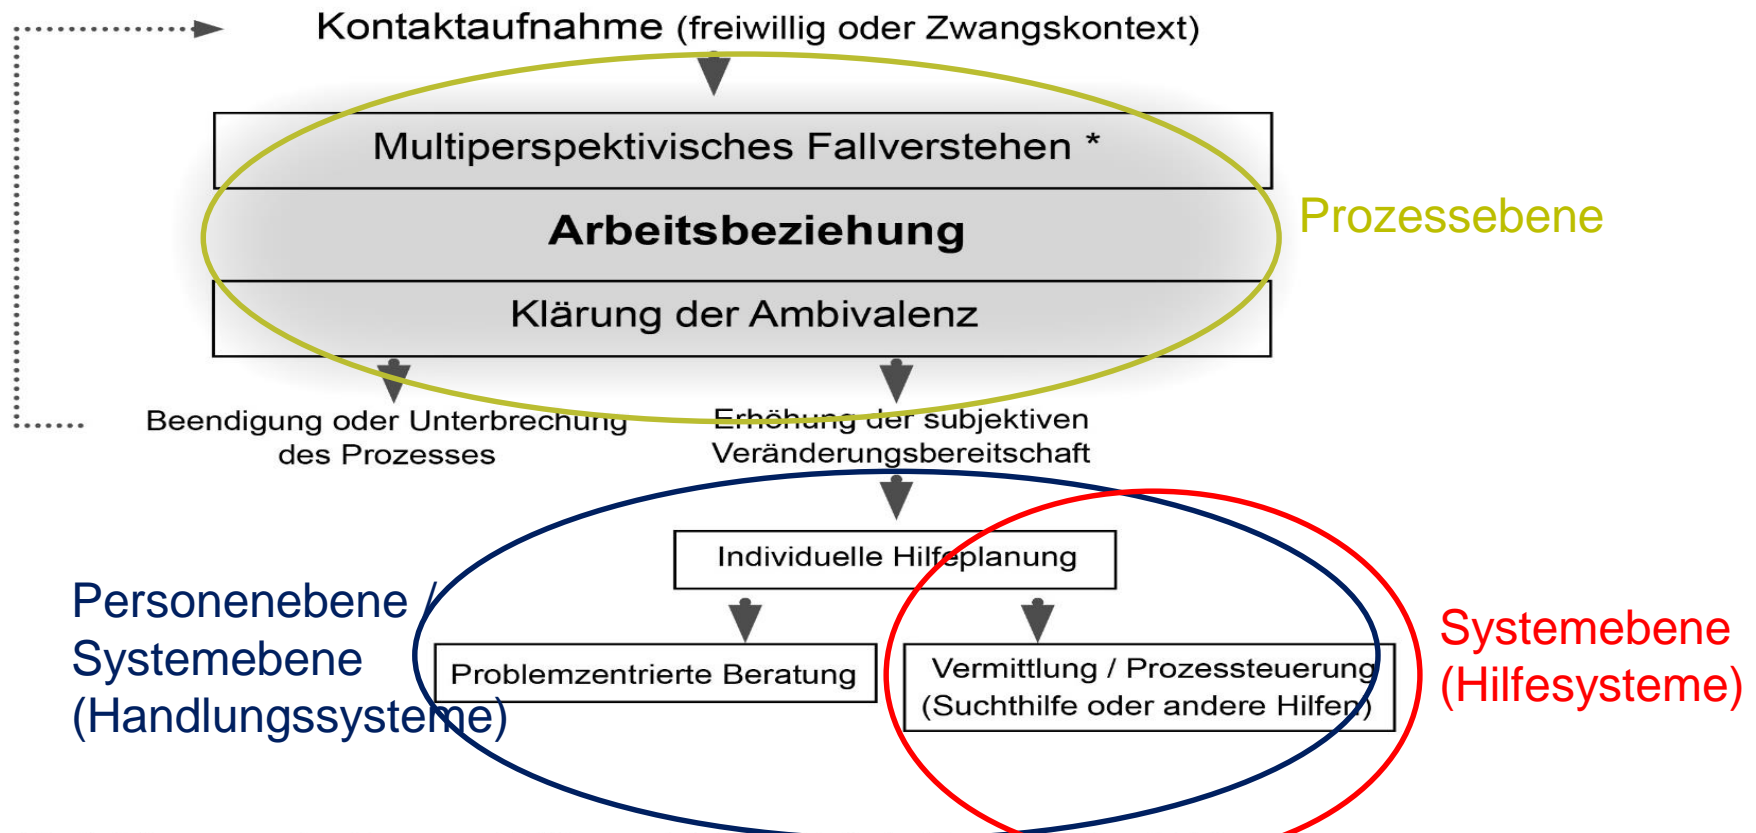 Kontaktaufnahme (freiwillig oder Zwangskontext)
Multiperspektivisches Fallverstehen *
Arbeitsbeziehung
Prozessebene
Klärung der Ambivalenz
Beendigung oder Unterbrechung
des Prozesses
Erhöhung der subjektiven
Veränderungsbereitschaft
Individuelle Hilfeplanung
Personenebene /
Systemebene
(Handlungssysteme)
Problemzentrierte Beratung
Vermittlung / Prozessteuerung
(Suchthilfe oder andere Hilfen)
Systemebene
(Hilfesysteme)